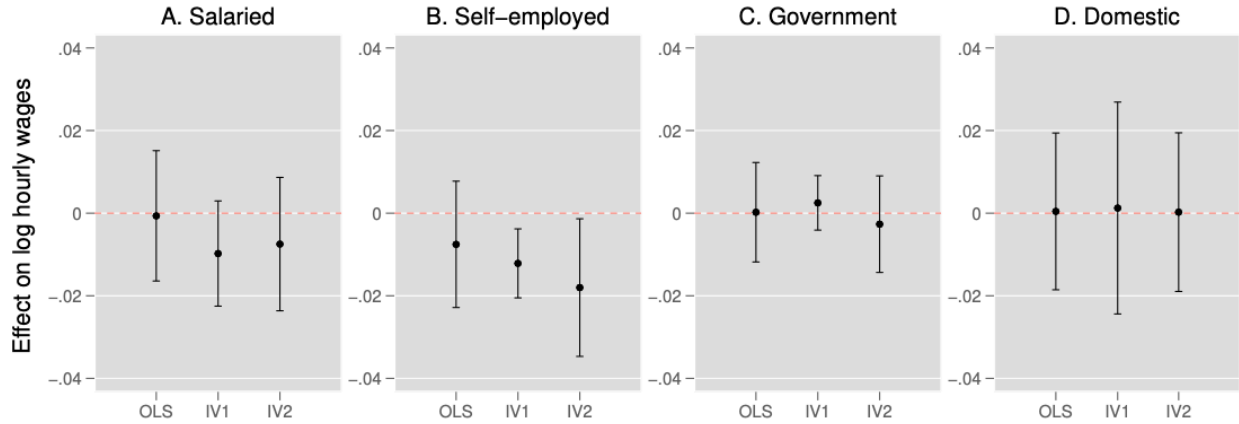 A. Salaried
B. Self−employed
C. Government
D. Domestic
Effect on log hourly wages
.04
.02
0
−.02
−.04
OLS IV1 IV2
.04
.02
0
−.02
−.04
OLS IV1 IV2
.04
.02
0
−.02
−.04
OLS IV1 IV2
.04
.02
0
−.02
−.04
OLS IV1 IV2